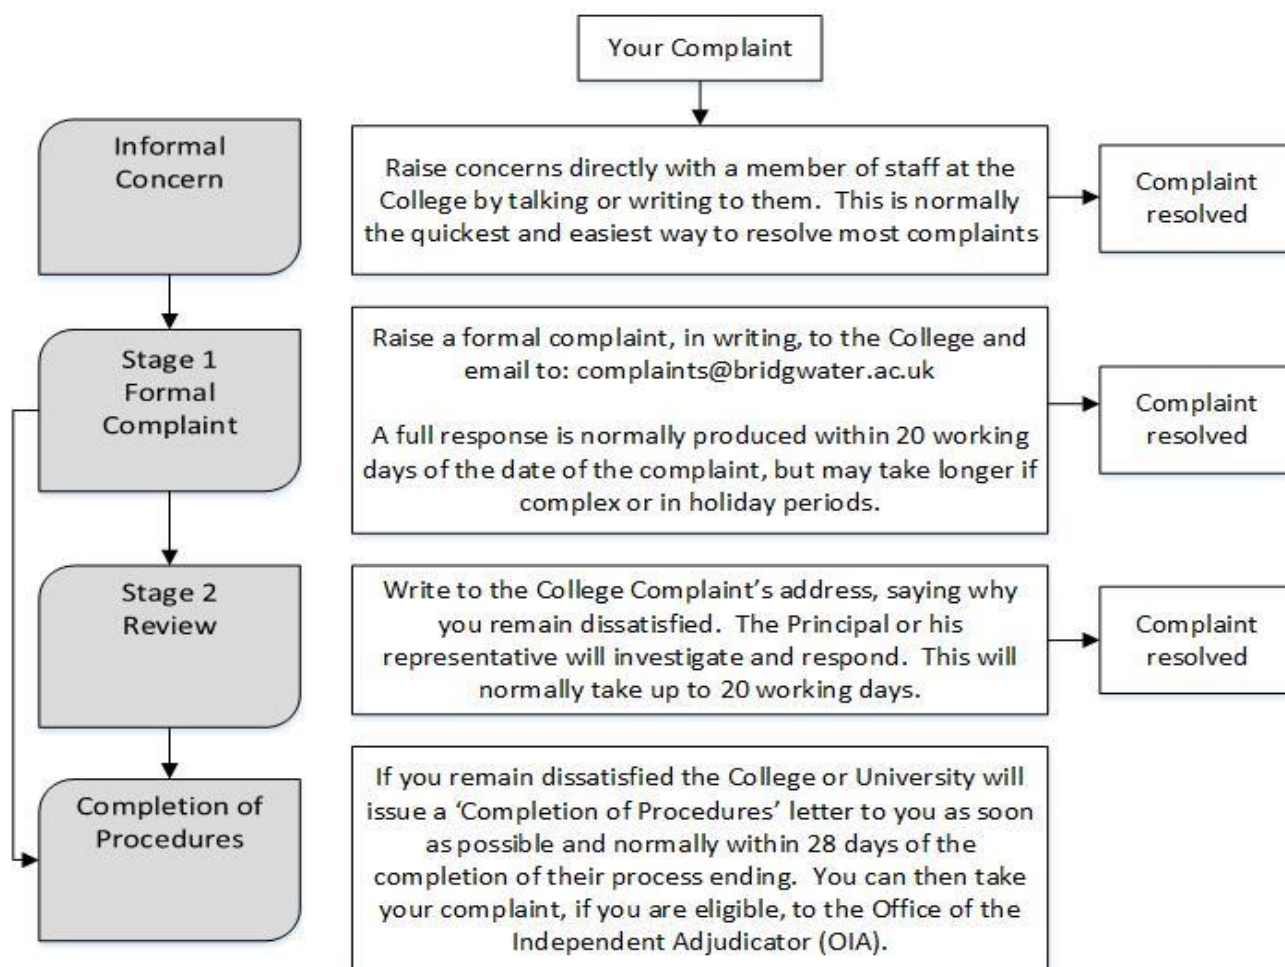 Your Complaint
Informal
Concern
Raise concerns directly with a member of staff at the
College by talking or writing to them.  This is normally
the quickest and easiest way to resolve most complaints
Complaint
resolved
Stage 1
Formal
Complaint
Raise a formal complaint, in writing, to the College and
email to: complaints@bridgwater.ac.uk
A full response is normally produced within 20 working
days of the date of the complaint, but may take longer if
complex or in holiday periods.
Complaint
resolved
Stage 2
Review
Write to the College Complaint’s address, saying why
you remain dissatisfied.  The Principal or his
representative will investigate and respond.  This will
normally take up to 20 working days.
Complaint
resolved
Completion of
Procedures
If you remain dissatisfied the College or University will
issue a ‘Completion of Procedures’ letter to you as soon
as possible and normally within 28 days of the
completion of their process ending.  You can then take
your complaint, if you are eligible, to the Office of the
Independent Adjudicator (OIA).